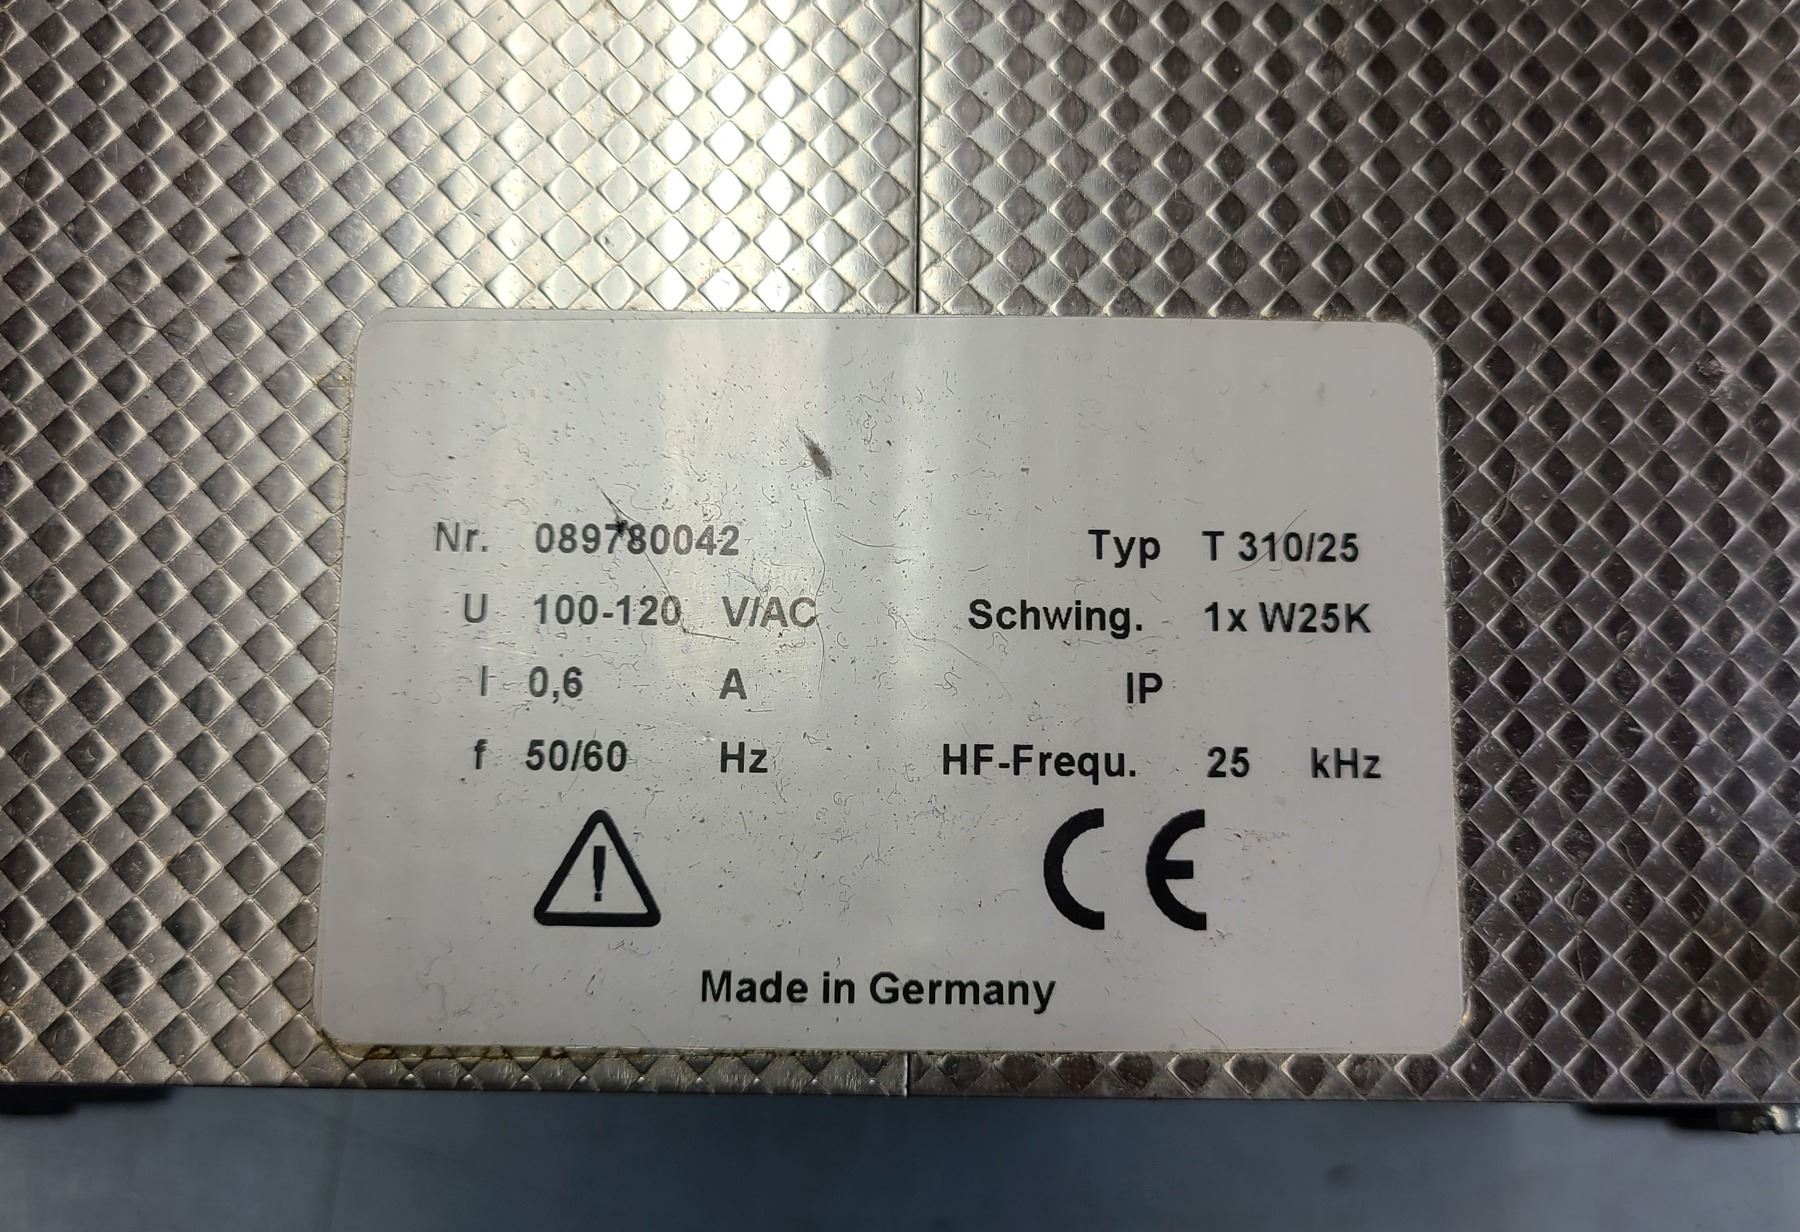 Nr. 089780042 Typ T 310/25
U 100-120 V/AC Schwing. 1x W25K
I 0,6 A IP
f 50/60 Hz HF-Frequ. 25 kHz
!
CE
Made in Germany